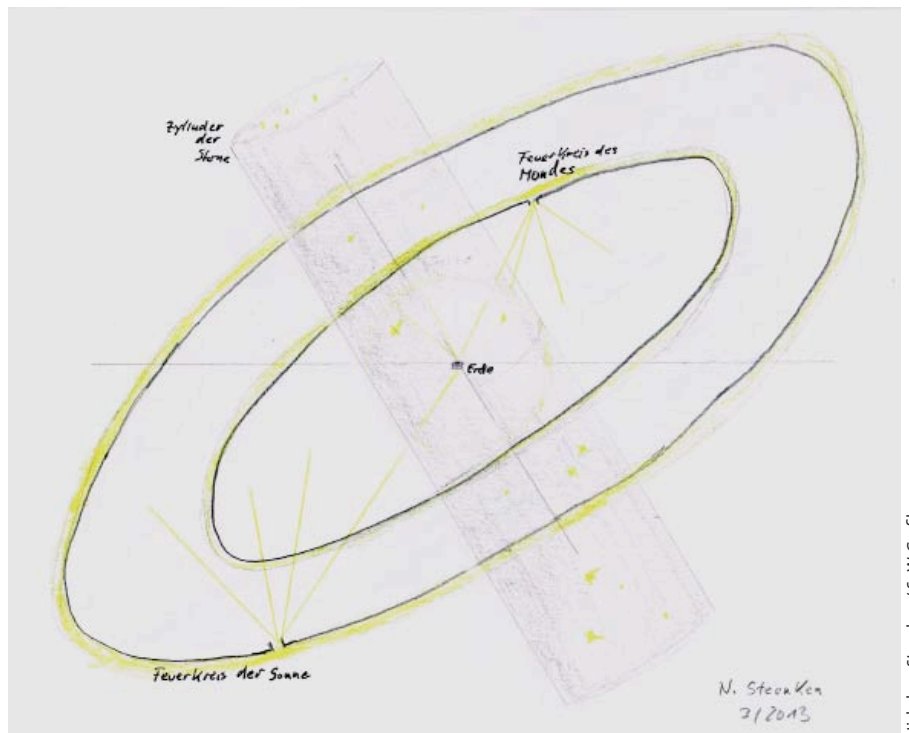 Zylinder
der
Sterne
Feuerkreis des
Mondes
Erde
Feuerkreis der Sonne
N. Steenken
3/2013